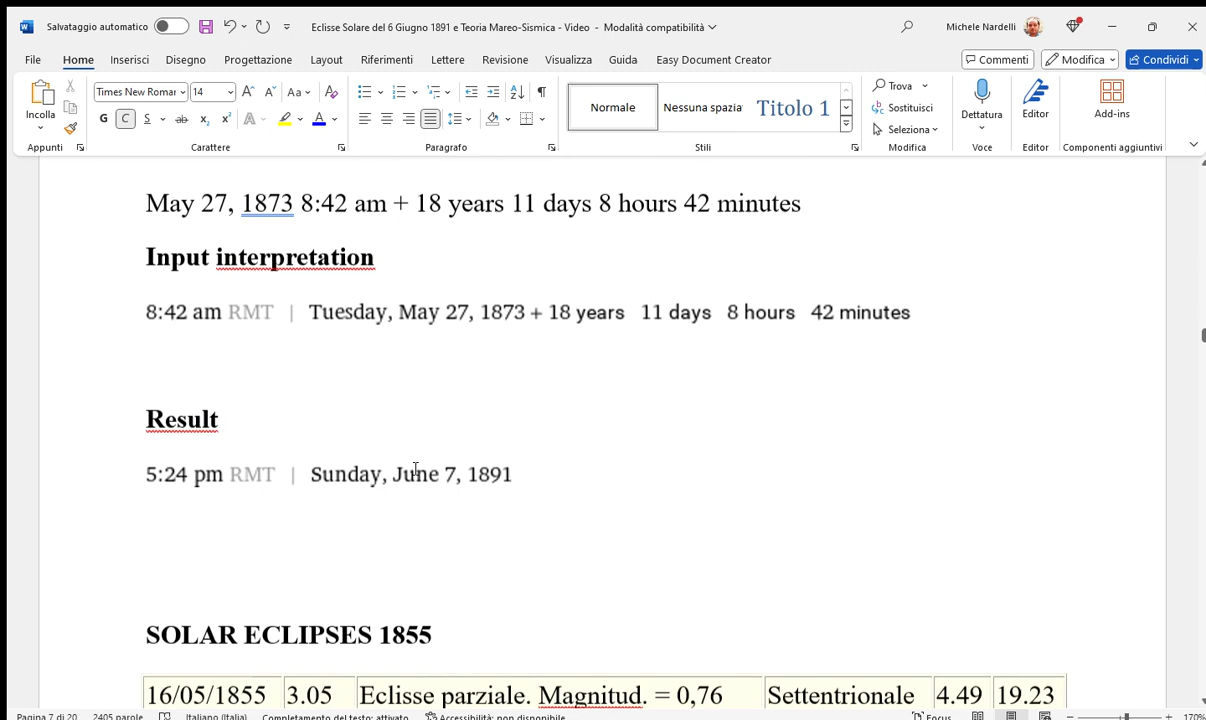 Salvataggio automatico
Eclisse Solare del 6 Giugno 1891 e Teoria Mareo-Sismica - Video - Modalità compatibilità
Michele Nardelli
File Home Inserisci Disegno Progettazione Layout Riferimenti Lettere Revisione Visualizza Guida Easy Document Creator
Commenti Modifica Condividi
Incolla
Times New Roman 14
G C S ab x₂ x²
Normale
Nessuna spazia
Titolo 1
Trova
Sostituisci
Seleziona
Dettatura
Editor
Add-ins
Appunti Carattere Paragrafo Stili Modifica Voce Editor Componenti aggiuntivi
May 27, 1873 8:42 am + 18 years 11 days 8 hours 42 minutes
Input interpretation
8:42 am RMT | Tuesday, May 27, 1873 + 18 years 11 days 8 hours 42 minutes
Result
5:24 pm RMT | Sunday, June 7, 1891
SOLAR ECLIPSES 1855
16/05/1855 3.05 Eclisse parziale. Magnitud. = 0,76 Settentrionale 4.49 19.23
Pagina 7 di 20 2405 parole Italiano (Italia) Completamento del testo: attivato Accessibilità: non disponibile Focus 170%